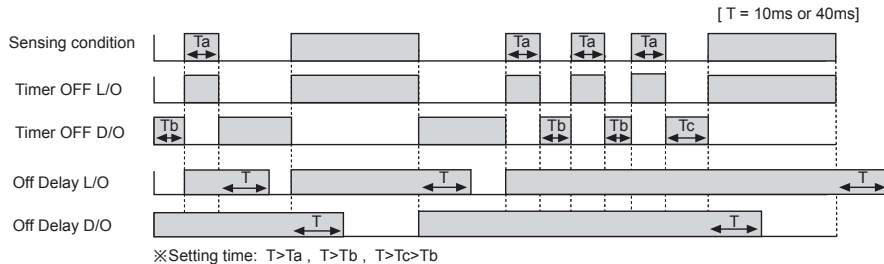 [ T = 10ms or 40ms]
Sensing condition Ta Ta Ta Ta
Timer OFF L/O
Timer OFF D/O Tb Tb Tb Tc
Off Delay L/O T T T
Off Delay D/O T T
※Setting time: T>Ta , T>Tb , T>Tc>Tb